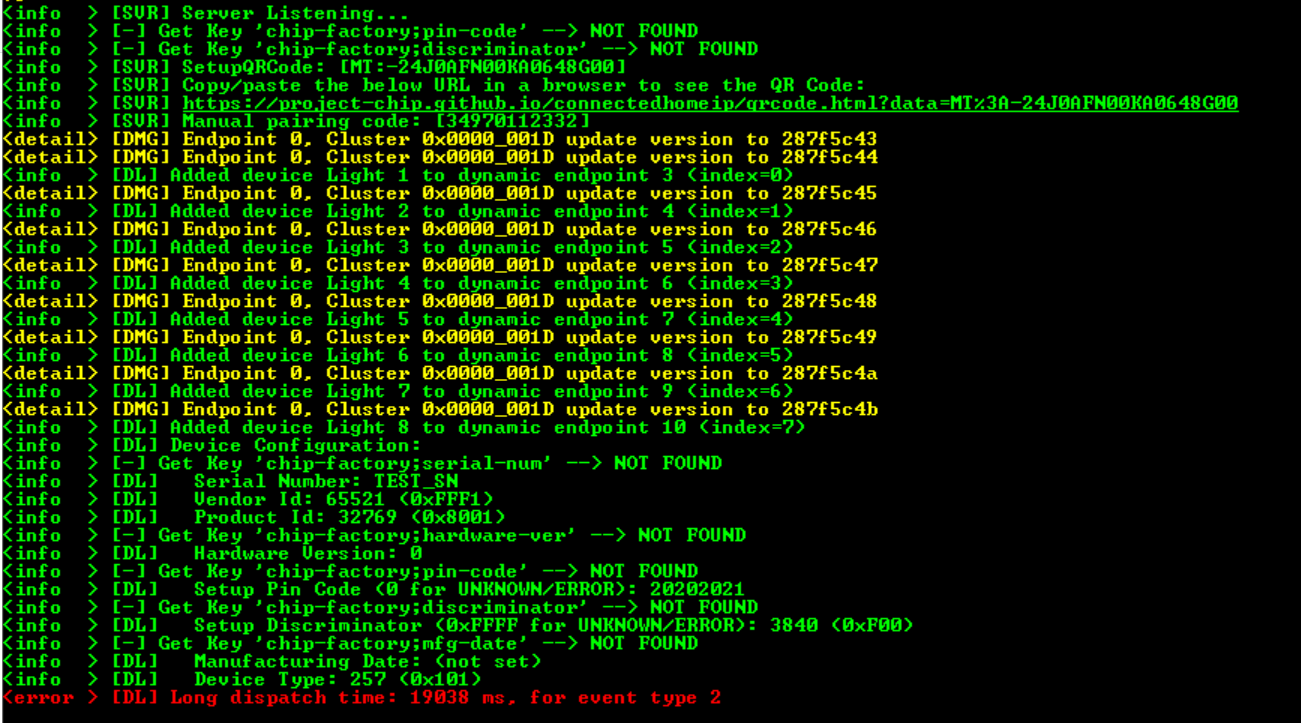 <info  > [SVR] Server Listening...
<info  > [-] Get Key 'chip-factory;pin-code' --> NOT FOUND
<info  > [-] Get Key 'chip-factory;discriminator' --> NOT FOUND
<info  > [SVR] SetupQRCode: [MT:-24J0AFN00KA0648G00]
<info  > [SVR] Copy/paste the below URL in a browser to see the QR Code:
<info  > [SVR] https://project-chip.github.io/connectedhomeip/qrcode.html?data=MT%3A-24J0AFN00KA0648G00
<info  > [SVR] Manual pairing code: [34970112332]
<detail> [DMG] Endpoint 0, Cluster 0x0000_001D update version to 287f5c43
<detail> [DMG] Endpoint 0, Cluster 0x0000_001D update version to 287f5c44
<info  > [DL] Added device Light 1 to dynamic endpoint 3 (index=0)
<detail> [DMG] Endpoint 0, Cluster 0x0000_001D update version to 287f5c45
<info  > [DL] Added device Light 2 to dynamic endpoint 4 (index=1)
<detail> [DMG] Endpoint 0, Cluster 0x0000_001D update version to 287f5c46
<info  > [DL] Added device Light 3 to dynamic endpoint 5 (index=2)
<detail> [DMG] Endpoint 0, Cluster 0x0000_001D update version to 287f5c47
<info  > [DL] Added device Light 4 to dynamic endpoint 6 (index=3)
<detail> [DMG] Endpoint 0, Cluster 0x0000_001D update version to 287f5c48
<info  > [DL] Added device Light 5 to dynamic endpoint 7 (index=4)
<detail> [DMG] Endpoint 0, Cluster 0x0000_001D update version to 287f5c49
<info  > [DL] Added device Light 6 to dynamic endpoint 8 (index=5)
<detail> [DMG] Endpoint 0, Cluster 0x0000_001D update version to 287f5c4a
<info  > [DL] Added device Light 7 to dynamic endpoint 9 (index=6)
<detail> [DMG] Endpoint 0, Cluster 0x0000_001D update version to 287f5c4b
<info  > [DL] Added device Light 8 to dynamic endpoint 10 (index=7)
<info  > [DL] Device Configuration:
<info  > [-] Get Key 'chip-factory;serial-num' --> NOT FOUND
<info  > [DL]   Serial Number: TEST_SN
<info  > [DL]   Vendor Id: 65521 (0xFFF1)
<info  > [DL]   Product Id: 32769 (0x8001)
<info  > [-] Get Key 'chip-factory;hardware-ver' --> NOT FOUND
<info  > [DL]   Hardware Version: 0
<info  > [-] Get Key 'chip-factory;pin-code' --> NOT FOUND
<info  > [DL]   Setup Pin Code (0 for UNKNOWN/ERROR): 20202021
<info  > [-] Get Key 'chip-factory;discriminator' --> NOT FOUND
<info  > [DL]   Setup Discriminator (0xFFFF for UNKNOWN/ERROR): 3840 (0xF00)
<info  > [-] Get Key 'chip-factory;mfg-date' --> NOT FOUND
<info  > [DL]   Manufacturing Date: (not set)
<info  > [DL]   Device Type: 257 (0x101)
<error > [DL] Long dispatch time: 19038 ms, for event type 2